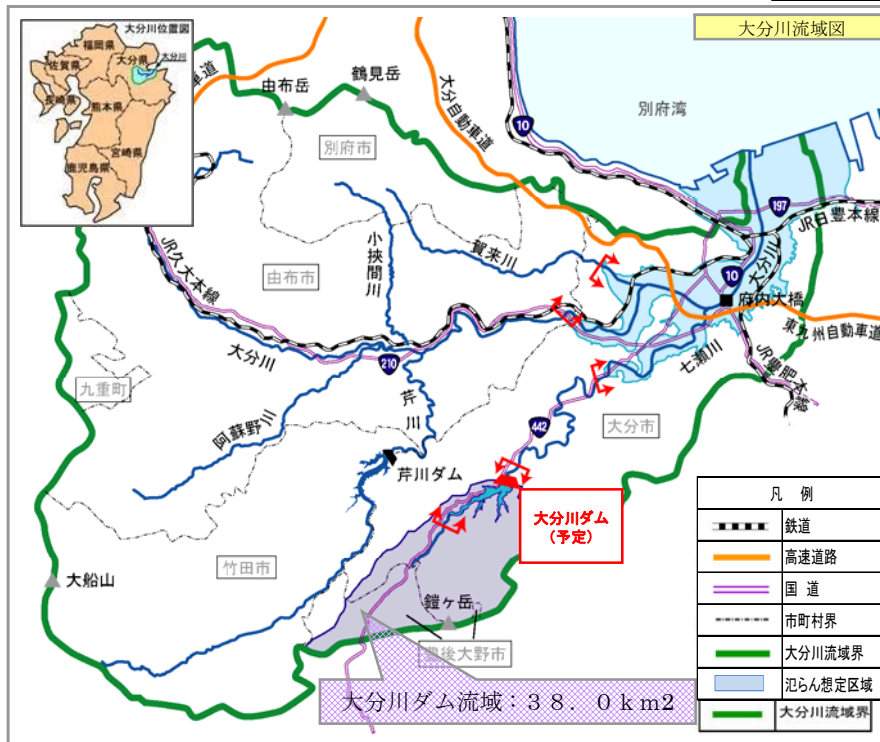 大分川流域図
大分川位置図
福岡県
大分県
大分川
佐賀県
長崎県
熊本県
宮崎県
鹿児島県
車道
由布岳
鶴見岳
大分自動車道
10
別府湾
別府市
197
JR日豊本線
小挾間川
賀来川
大分川
10
由布市
JR久大本線
府内大橋
東九州自動車道
大分川
210
七瀬川
JR豊肥本線
九重町
芹川
阿蘇野川
442
大分市
芹川ダム
大分川ダム
(予定)
竹田市
大船山
鎧ヶ岳
豊後大野市
大分川ダム流域：３８．０ｋｍ2
凡 例
鉄道
高速道路
国 道
市町村界
大分川流域界
氾らん想定区域
大分川流域界